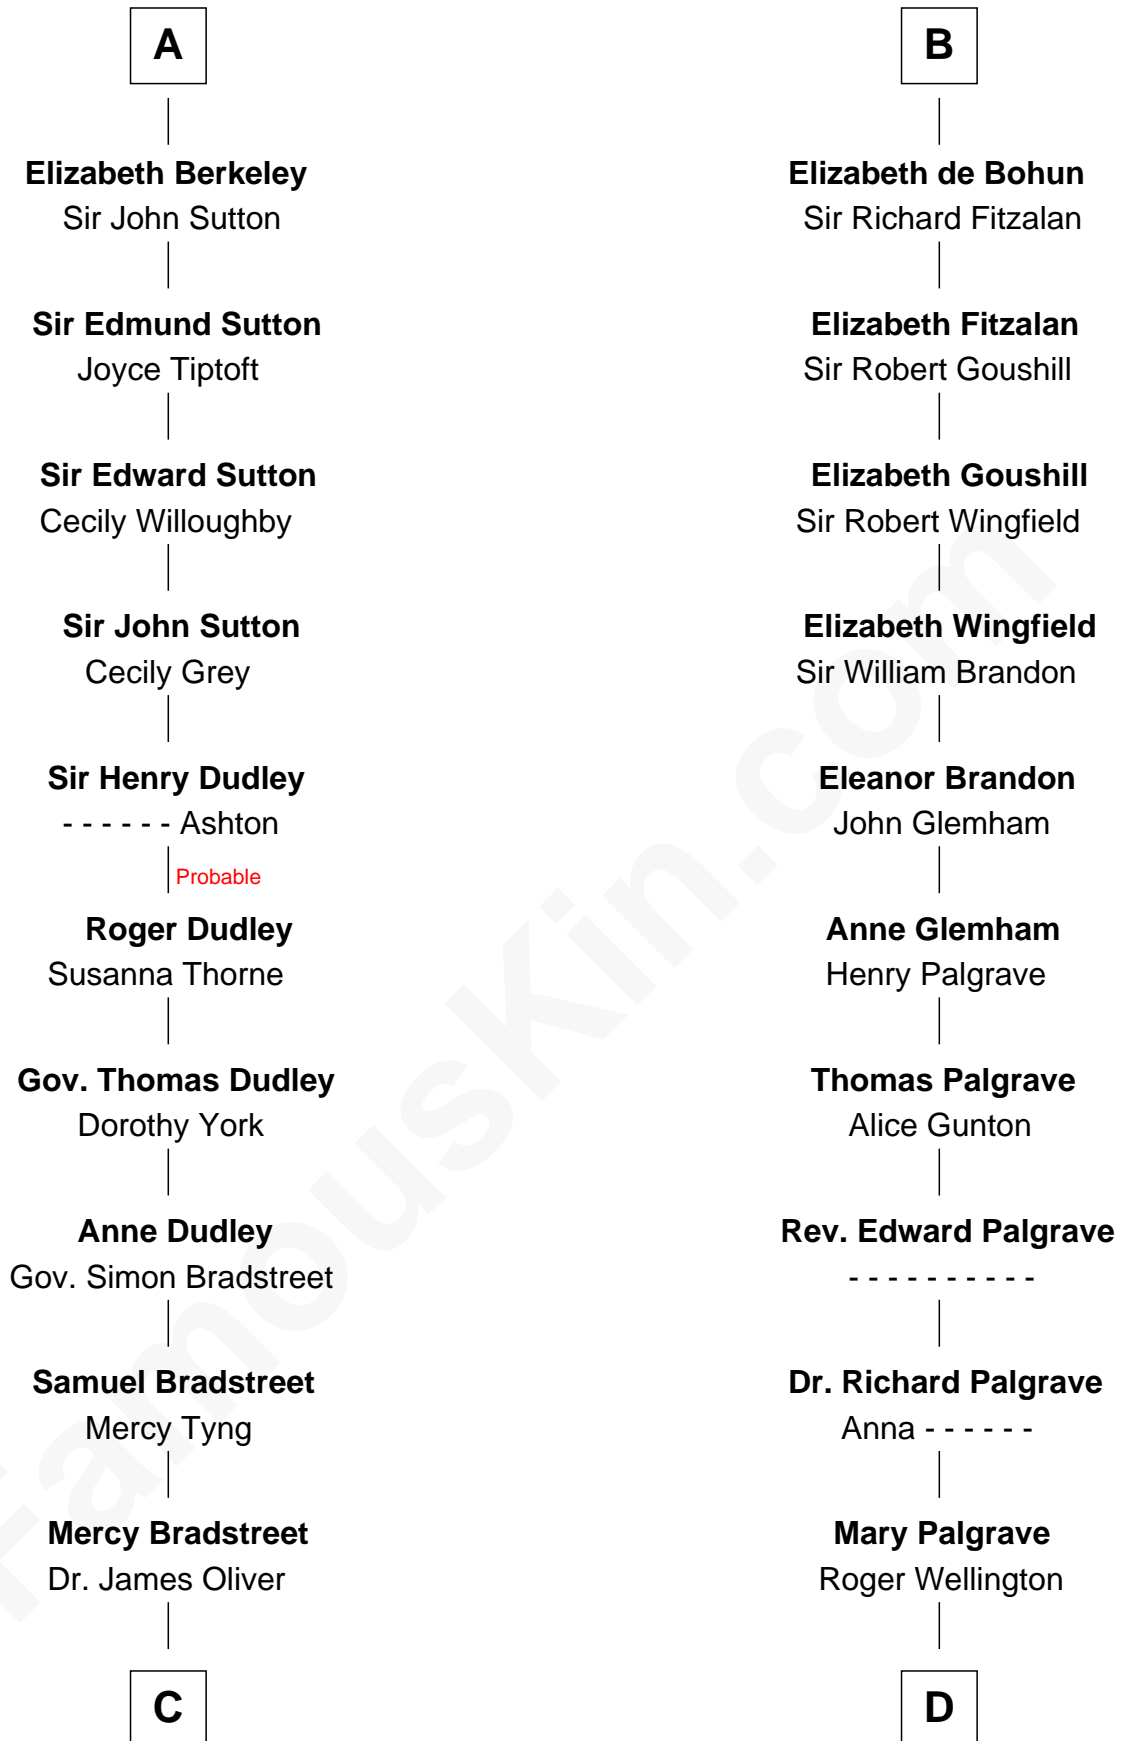 A
Elizabeth Berkeley
Sir John Sutton
Sir Edmund Sutton
Joyce Tiptoft
Sir Edward Sutton
Cecily Willoughby
Sir John Sutton
Cecily Grey
Sir Henry Dudley
- - - - - - Ashton
Probable
Roger Dudley
Susanna Thorne
Gov. Thomas Dudley
Dorothy York
Anne Dudley
Gov. Simon Bradstreet
Samuel Bradstreet
Mercy Tyng
Mercy Bradstreet
Dr. James Oliver
C
B
Elizabeth de Bohun
Sir Richard Fitzalan
Elizabeth Fitzalan
Sir Robert Goushill
Elizabeth Goushill
Sir Robert Wingfield
Elizabeth Wingfield
Sir William Brandon
Eleanor Brandon
John Glemham
Anne Glemham
Henry Palgrave
Thomas Palgrave
Alice Gunton
Rev. Edward Palgrave
- - - - - - - - - -
Dr. Richard Palgrave
Anna - - - - - -
Mary Palgrave
Roger Wellington
D
FamousKin.com